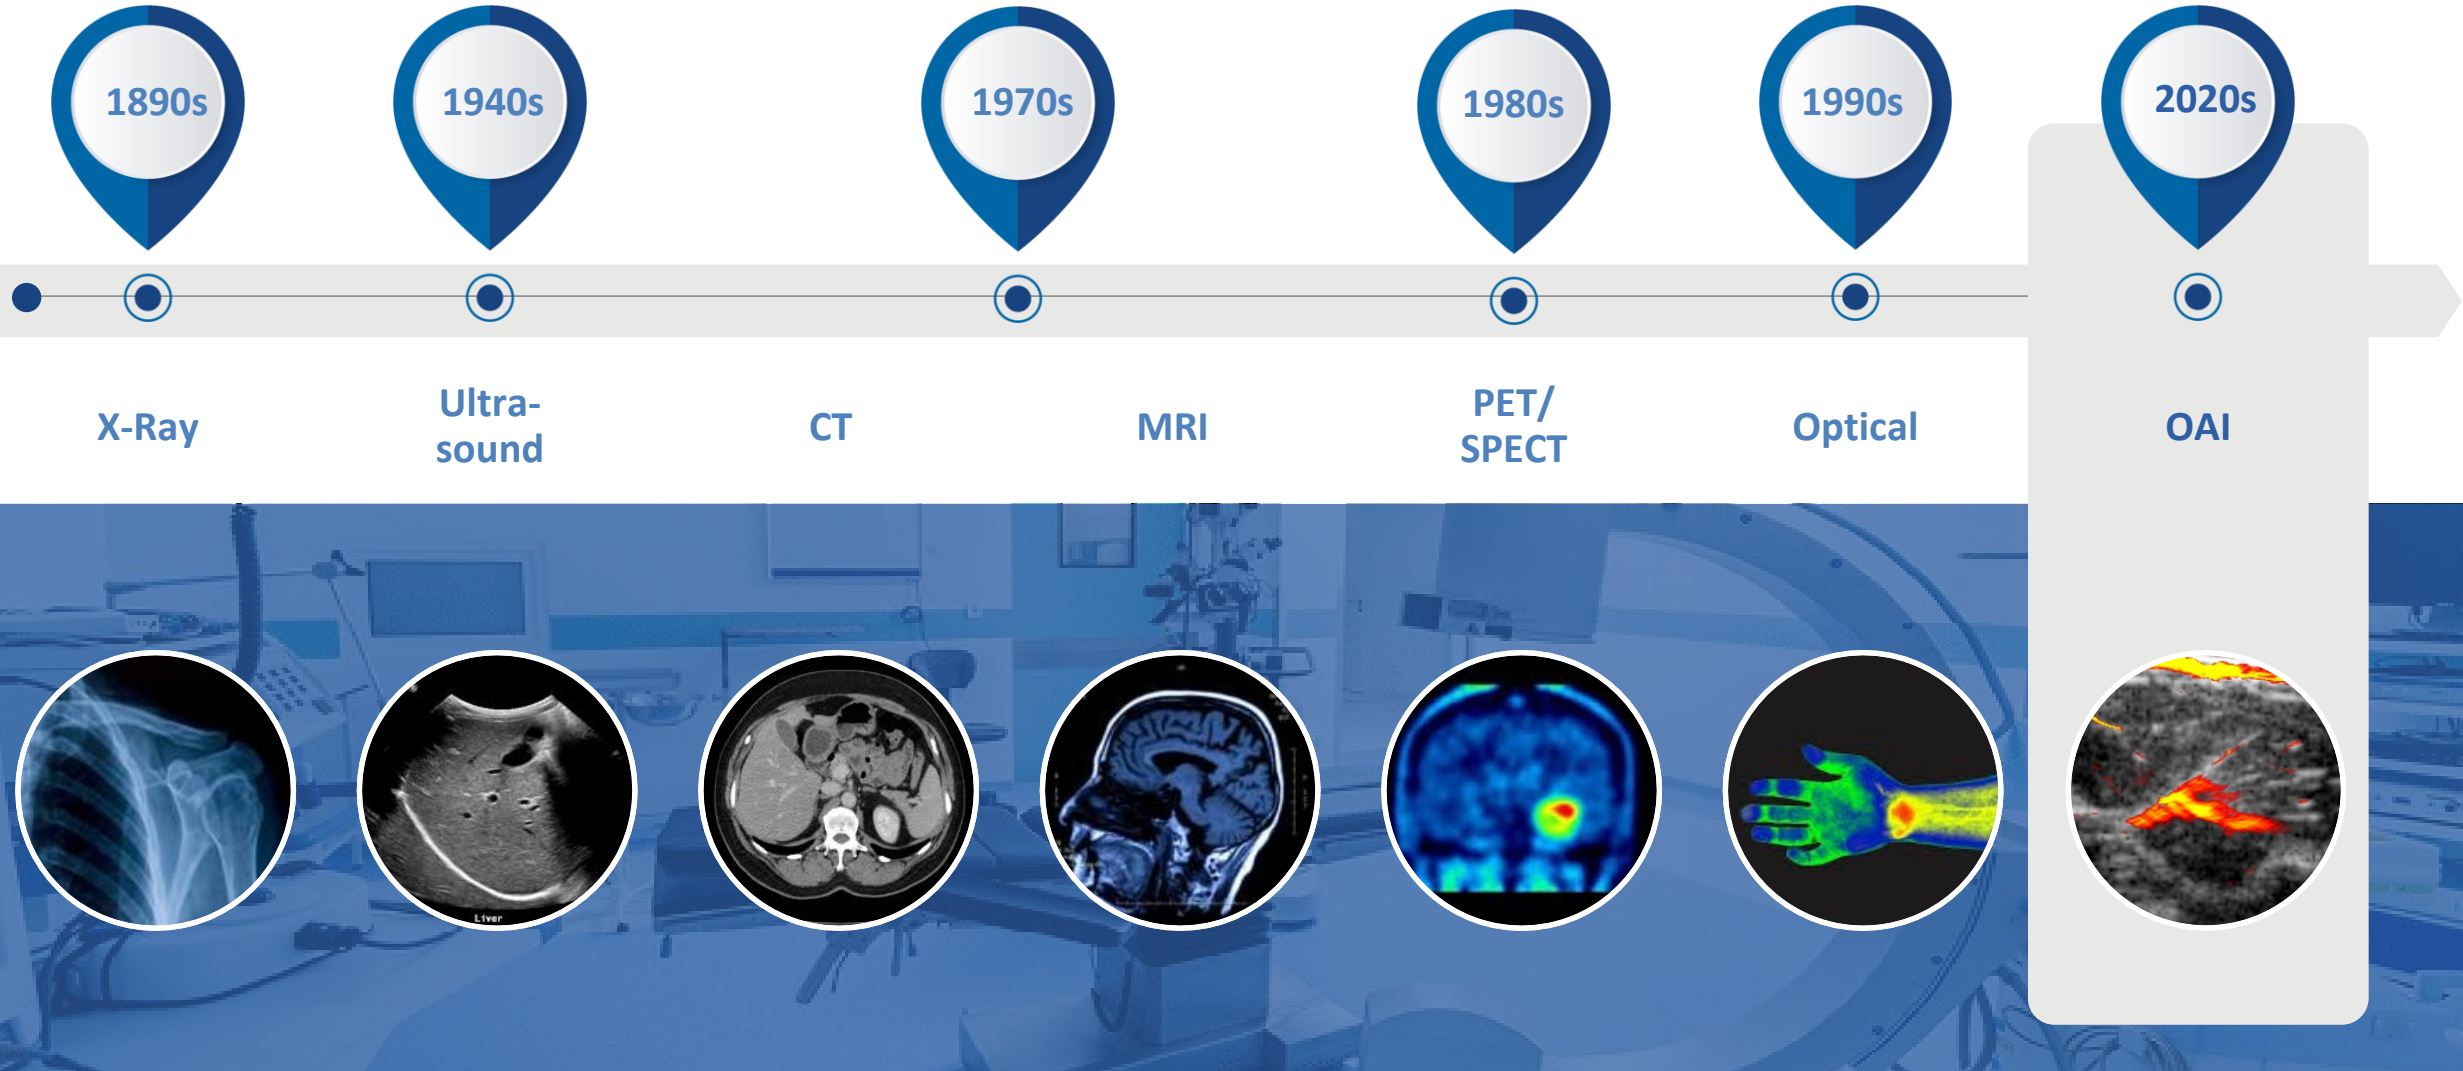 1890s
1940s
1970s
1980s
1990s
2020s
X-Ray
Ultra-
sound
CT
MRI
PET/
SPECT
Optical
OAI
Liver